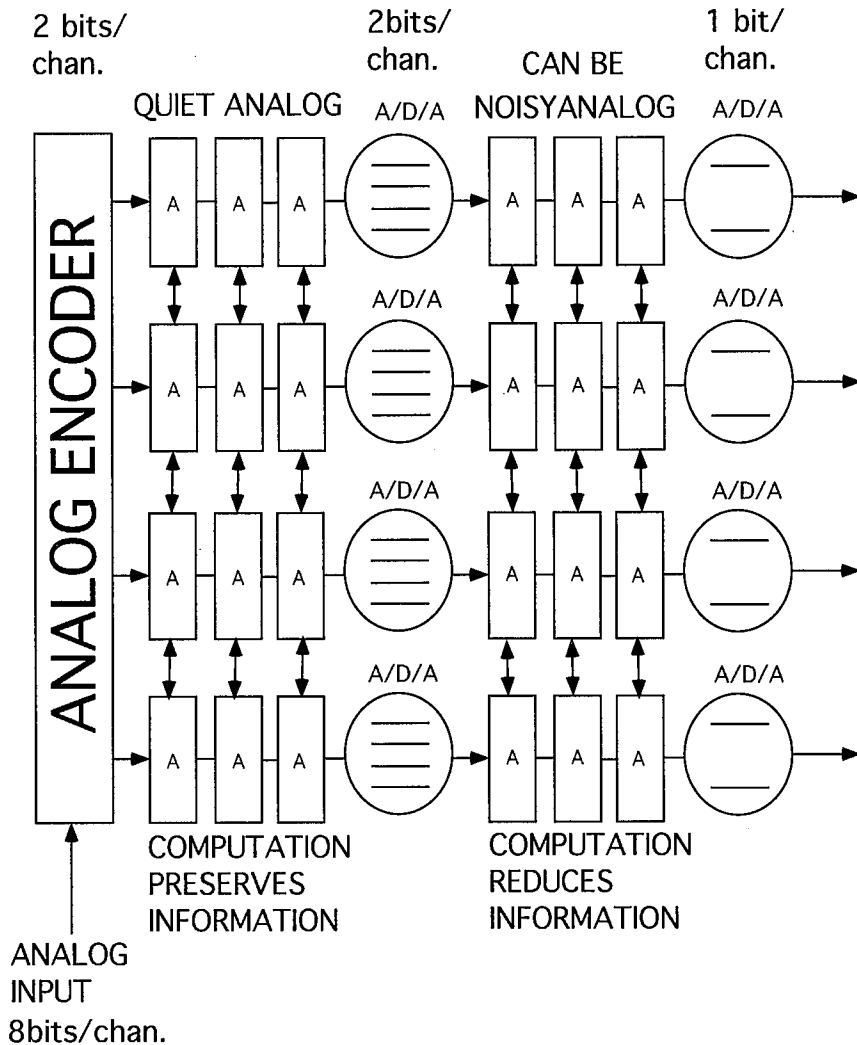 2 bits/
chan.
2bits/
chan.
1 bit/
chan.
QUIET ANALOG
CAN BE
NOISYANALOG
A/D/A
A/D/A
ANALOG ENCODER
A A A A A A
A/D/A
A/D/A
A A A A A A
A/D/A
A/D/A
A A A A A A
A/D/A
A/D/A
A A A A A A
COMPUTATION
PRESERVES
INFORMATION
COMPUTATION
REDUCES
INFORMATION
ANALOG
INPUT
8bits/chan.